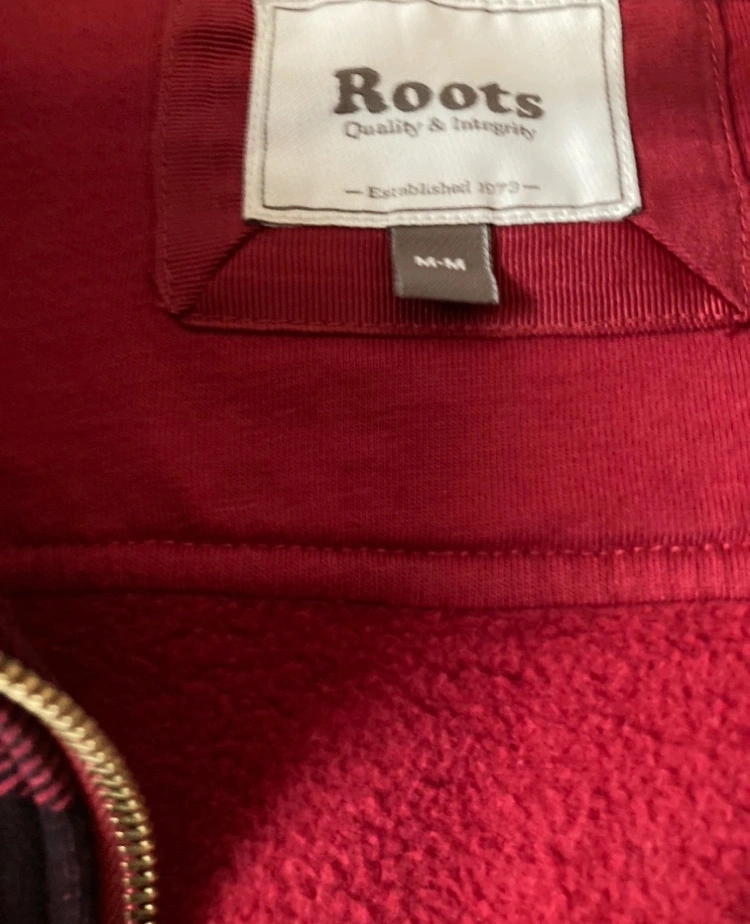 Roots
Quality & Integrity
— Established 1973 —
M-M